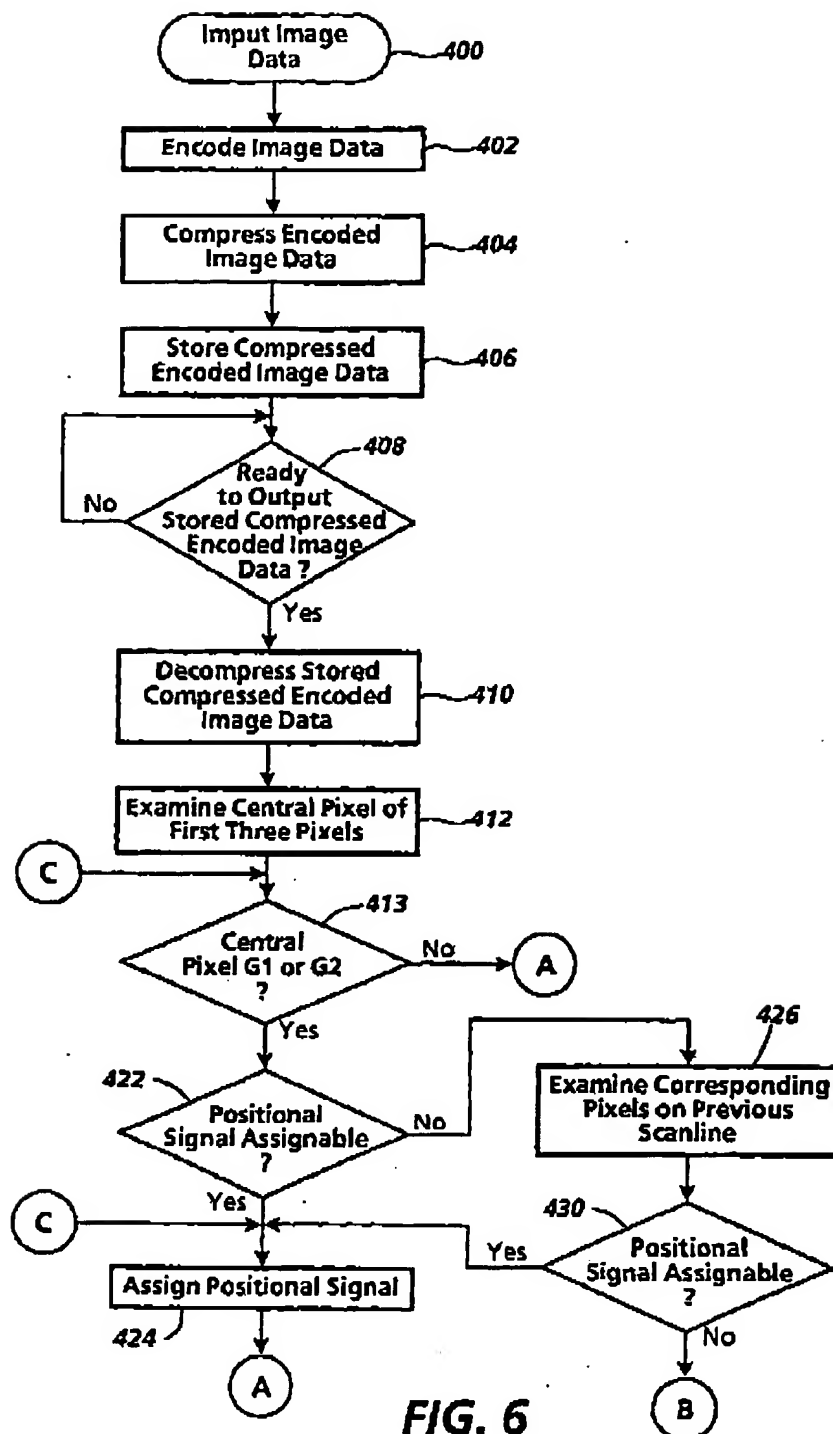 Imput Image
Data
400
Encode Image Data
402
Compress Encoded
Image Data
404
Store Compressed
Encoded Image Data
406
408
Ready
to Output
Stored Compressed
Encoded Image
Data ?
No
Yes
Decompress Stored
Compressed Encoded
Image Data
410
Examine Central Pixel of
First Three Pixels
412
C
413
Central
Pixel G1 or G2
?
No
A
Yes
422
Positional
Signal Assignable
?
No
426
Examine Corresponding
Pixels on Previous
Scanline
Yes
C
430
Positional
Signal Assignable
?
Yes
No
Assign Positional Signal
424
A
B
FIG. 6